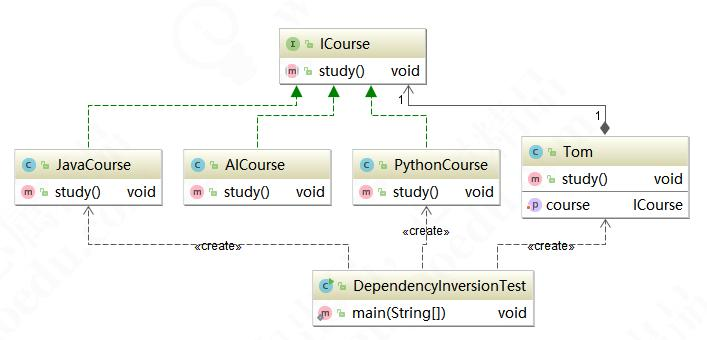 I ICourse
m study() void
1
1
C JavaCourse
m study() void
C AICourse
m study() void
C PythonCourse
m study() void
C Tom
m study() void
p course ICourse
«create»
«create»
«create»
C DependencyInversionTest
m main(String[]) void